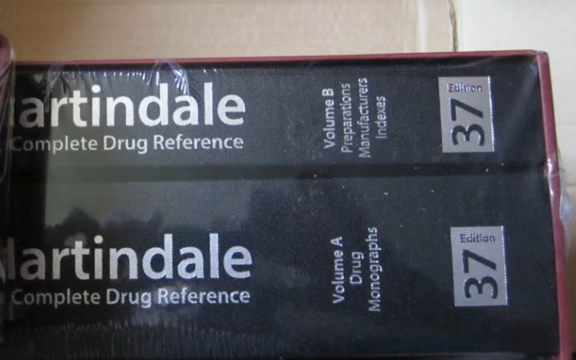 artindale
Complete Drug Reference
Volume B
Preparations
Manufacturers
Indexes
Edition
37
artindale
Complete Drug Reference
Volume A
Drug
Monographs
Edition
37